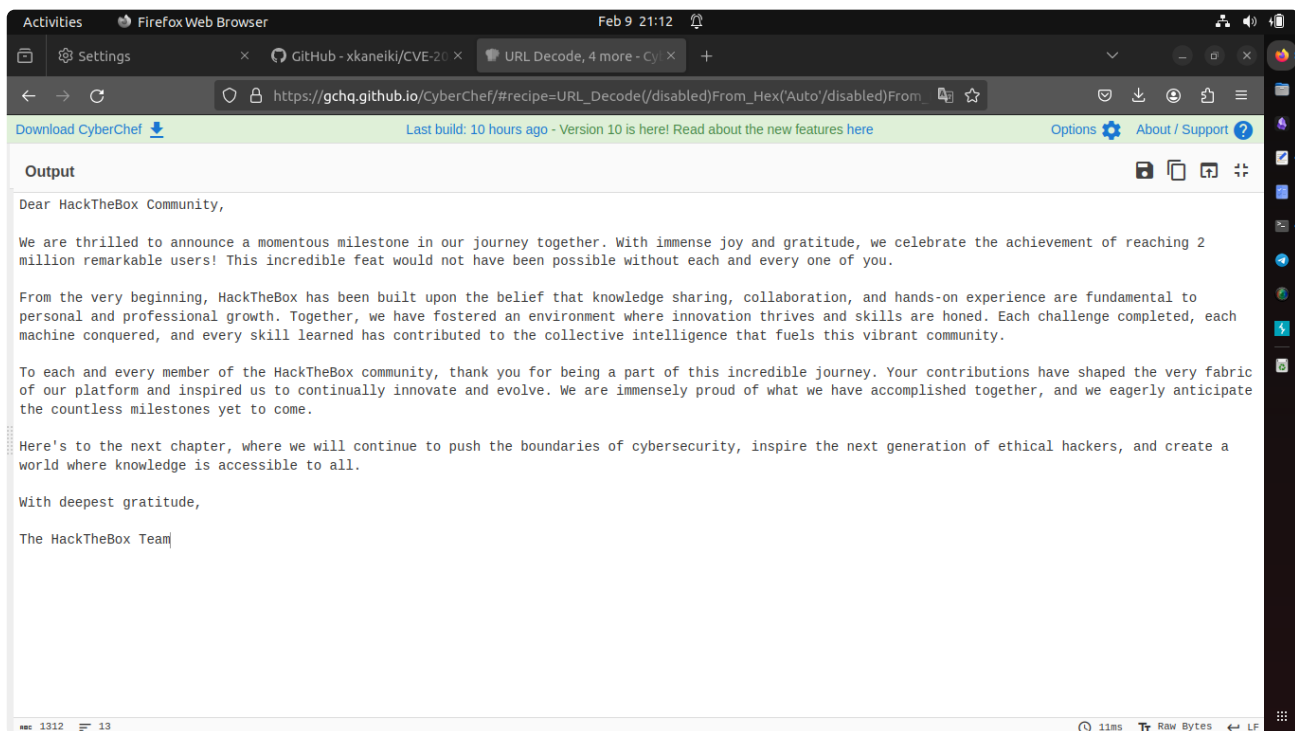 Activities Firefox Web Browser Feb 9 21:12
Settings × GitHub - xkaneiki/CVE-20 × URL Decode, 4 more - Cy × +
https://gchq.github.io/CyberChef/#recipe=URL_Decode(/disabled)From_Hex('Auto'/disabled)From_
Download CyberChef Last build: 10 hours ago - Version 10 is here! Read about the new features here Options About / Support
Output
Dear HackTheBox Community,
We are thrilled to announce a momentous milestone in our journey together. With immense joy and gratitude, we celebrate the achievement of reaching 2
million remarkable users! This incredible feat would not have been possible without each and every one of you.
From the very beginning, HackTheBox has been built upon the belief that knowledge sharing, collaboration, and hands-on experience are fundamental to
personal and professional growth. Together, we have fostered an environment where innovation thrives and skills are honed. Each challenge completed, each
machine conquered, and every skill learned has contributed to the collective intelligence that fuels this vibrant community.
To each and every member of the HackTheBox community, thank you for being a part of this incredible journey. Your contributions have shaped the very fabric
of our platform and inspired us to continually innovate and evolve. We are immensely proud of what we have accomplished together, and we eagerly anticipate
the countless milestones yet to come.
Here's to the next chapter, where we will continue to push the boundaries of cybersecurity, inspire the next generation of ethical hackers, and create a
world where knowledge is accessible to all.
With deepest gratitude,
The HackTheBox Team
ABC 1312 13 11ms Tт Raw Bytes LF